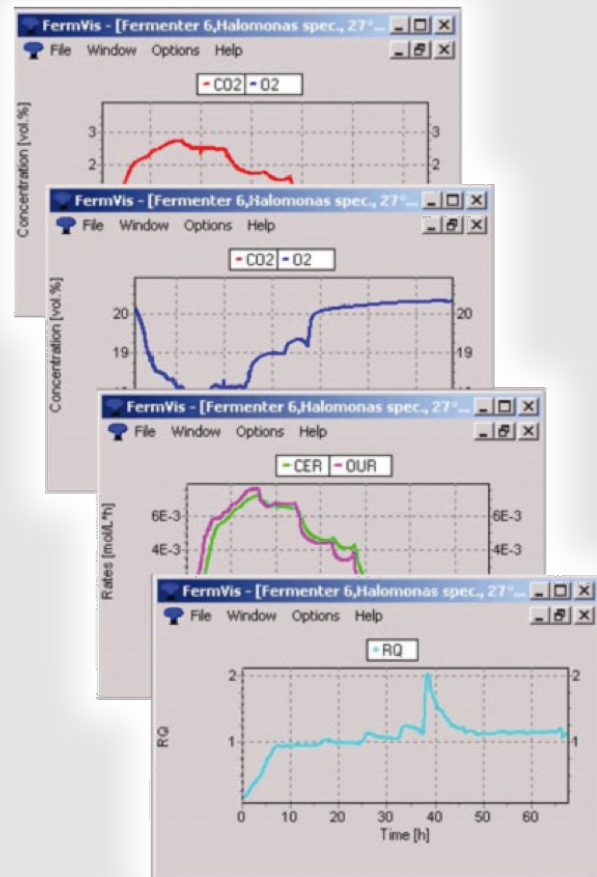 FermVis - [Fermenter 6,Halomonas spec., 27°...
File Window Options Help
CO2 O2
Concentration [vol.%]
3 3
2 2
FermVis - [Fermenter 6,Halomonas spec., 27°...
File Window Options Help
CO2 O2
Concentration [vol.%]
20 20
19 19
FermVis - [Fermenter 6,Halomonas spec., 27°...
File Window Options Help
CER OUR
Rates [mol/L*h]
6E-3 6E-3
4E-3 4E-3
FermVis - [Fermenter 6,Halomonas spec., 27°...
File Window Options Help
RQ
RQ
2 2
1 1
0 10 20 30 40 50 60
Time [h]